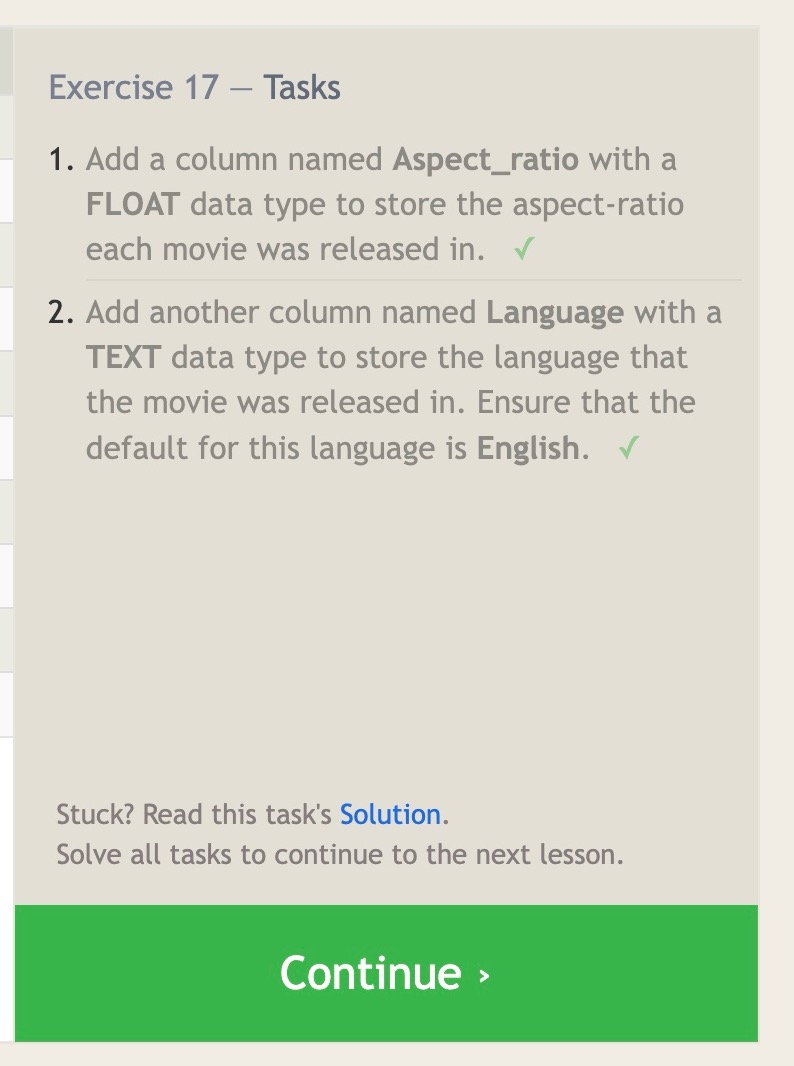 Exercise 17 — Tasks
1. Add a column named Aspect_ratio with a
FLOAT data type to store the aspect-ratio
each movie was released in. ✓
2. Add another column named Language with a
TEXT data type to store the language that
the movie was released in. Ensure that the
default for this language is English. ✓
Stuck? Read this task's Solution.
Solve all tasks to continue to the next lesson.
Continue ›